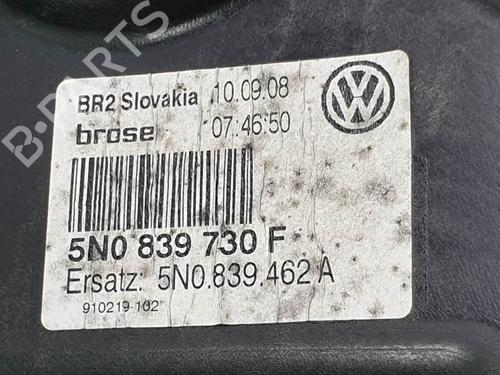 BR2 Slovakia 10.09.08
brose 07:46:50
5N0 839 730 F
Ersatz: 5N0.839.462 A
910219-102
B-PARTS